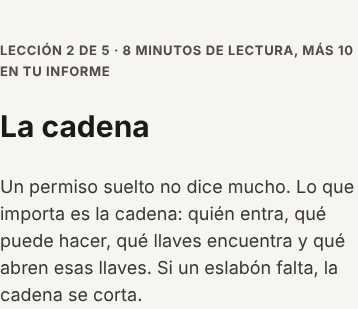 LECCIÓN 2 DE 5 · 8 MINUTOS DE LECTURA, MÁS 10
EN TU INFORME
La cadena
Un permiso suelto no dice mucho. Lo que
importa es la cadena: quién entra, qué
puede hacer, qué llaves encuentra y qué
abren esas llaves. Si un eslabón falta, la
cadena se corta.